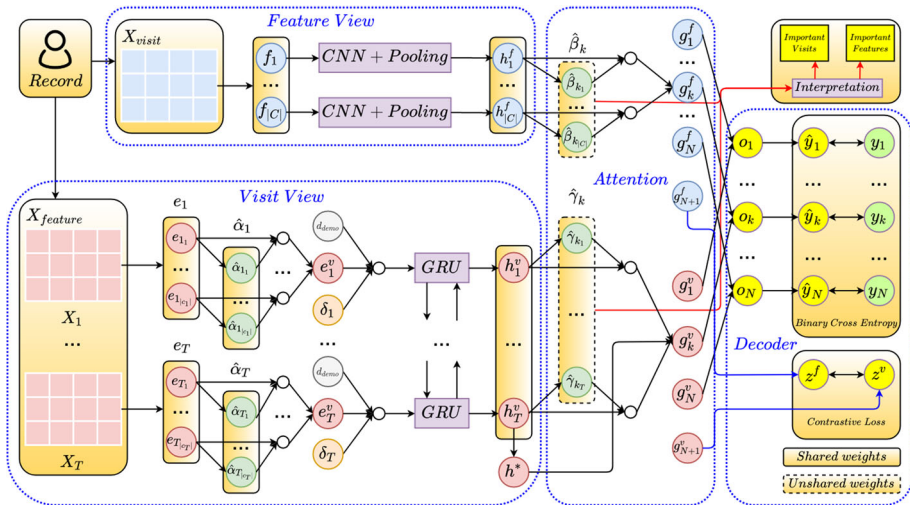 Record
X_visit
Feature View
f_1
CNN + Pooling
h_1^f
...
...
f_|C|
CNN + Pooling
h_|C|^f
β̂_k
β̂_k_1
...
β̂_k_|C|
g_1^f
...
g_k^f
...
g_N^f
...
g_N+1^f
Attention
Important
Visits
Important
Features
Interpretation
Visit View
X_feature
X_1
...
X_T
e_1
e_1_1
...
e_1_|c_1|
α̂_1
α̂_1_1
...
α̂_1_|c_1|
...
d_demo
e_1^v
δ_1
GRU
h_1^v
...
...
...
e_T
e_T_1
...
e_T_|c_T|
α̂_T
α̂_T_1
...
α̂_T_|c_T|
...
d_demo
e_T^v
δ_T
GRU
h_T^v
h*
γ̂_k
γ̂_k_1
...
γ̂_k_T
g_1^v
...
g_k^v
...
g_N^v
...
g_N+1^v
o_1
ŷ_1
y_1
...
...
...
o_k
ŷ_k
y_k
...
...
...
o_N
ŷ_N
y_N
Binary Cross Entropy
Decoder
z^f
z^v
Contrastive Loss
Shared weights
Unshared weights